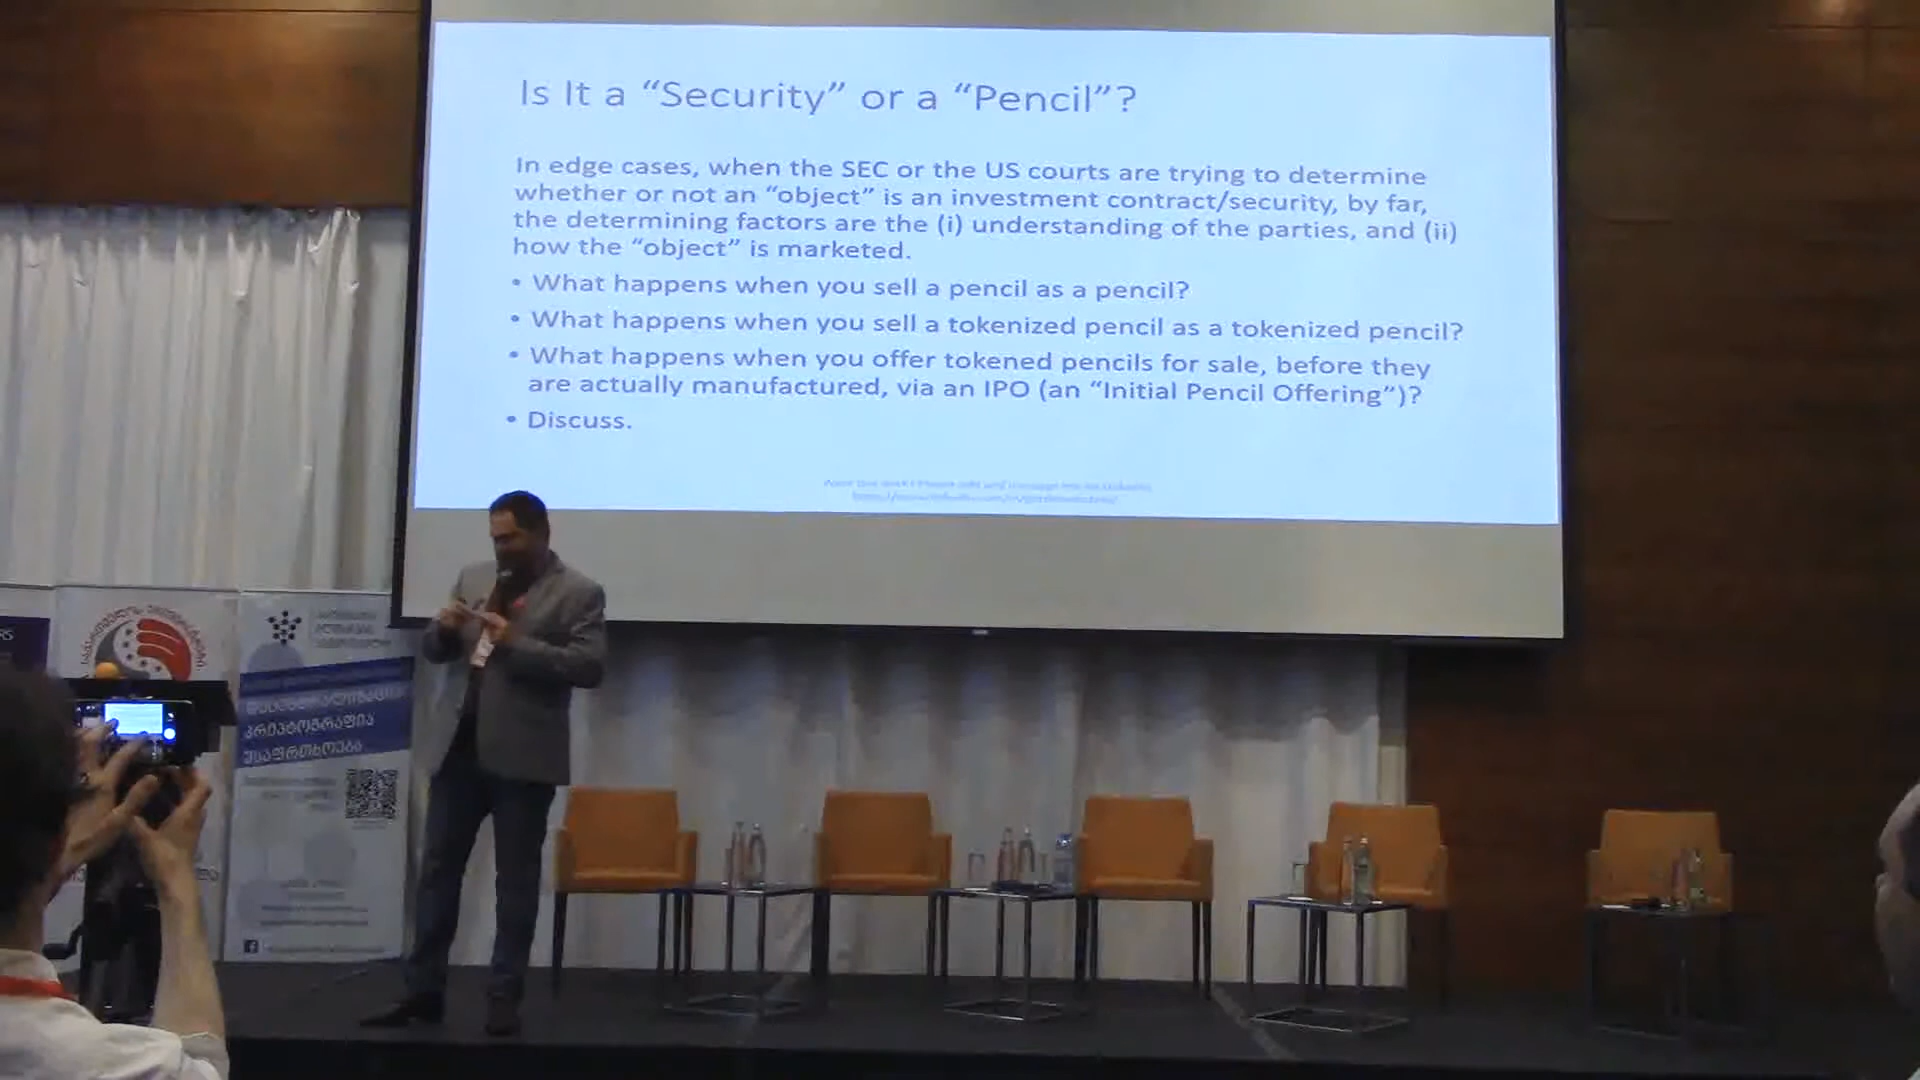 Is It a “Security” or a “Pencil”?
In edge cases, when the SEC or the US courts are trying to determine
whether or not an “object” is an investment contract/security, by far,
the determining factors are the (i) understanding of the parties, and (ii)
how the “object” is marketed.
• What happens when you sell a pencil as a pencil?
• What happens when you sell a tokenized pencil as a tokenized pencil?
• What happens when you offer tokened pencils for sale, before they
are actually manufactured, via an IPO (an “Initial Pencil Offering”)?
• Discuss.
RS
დეცენტრალიზაცია
კრიპტოგრაფია
უსაფრთხოება